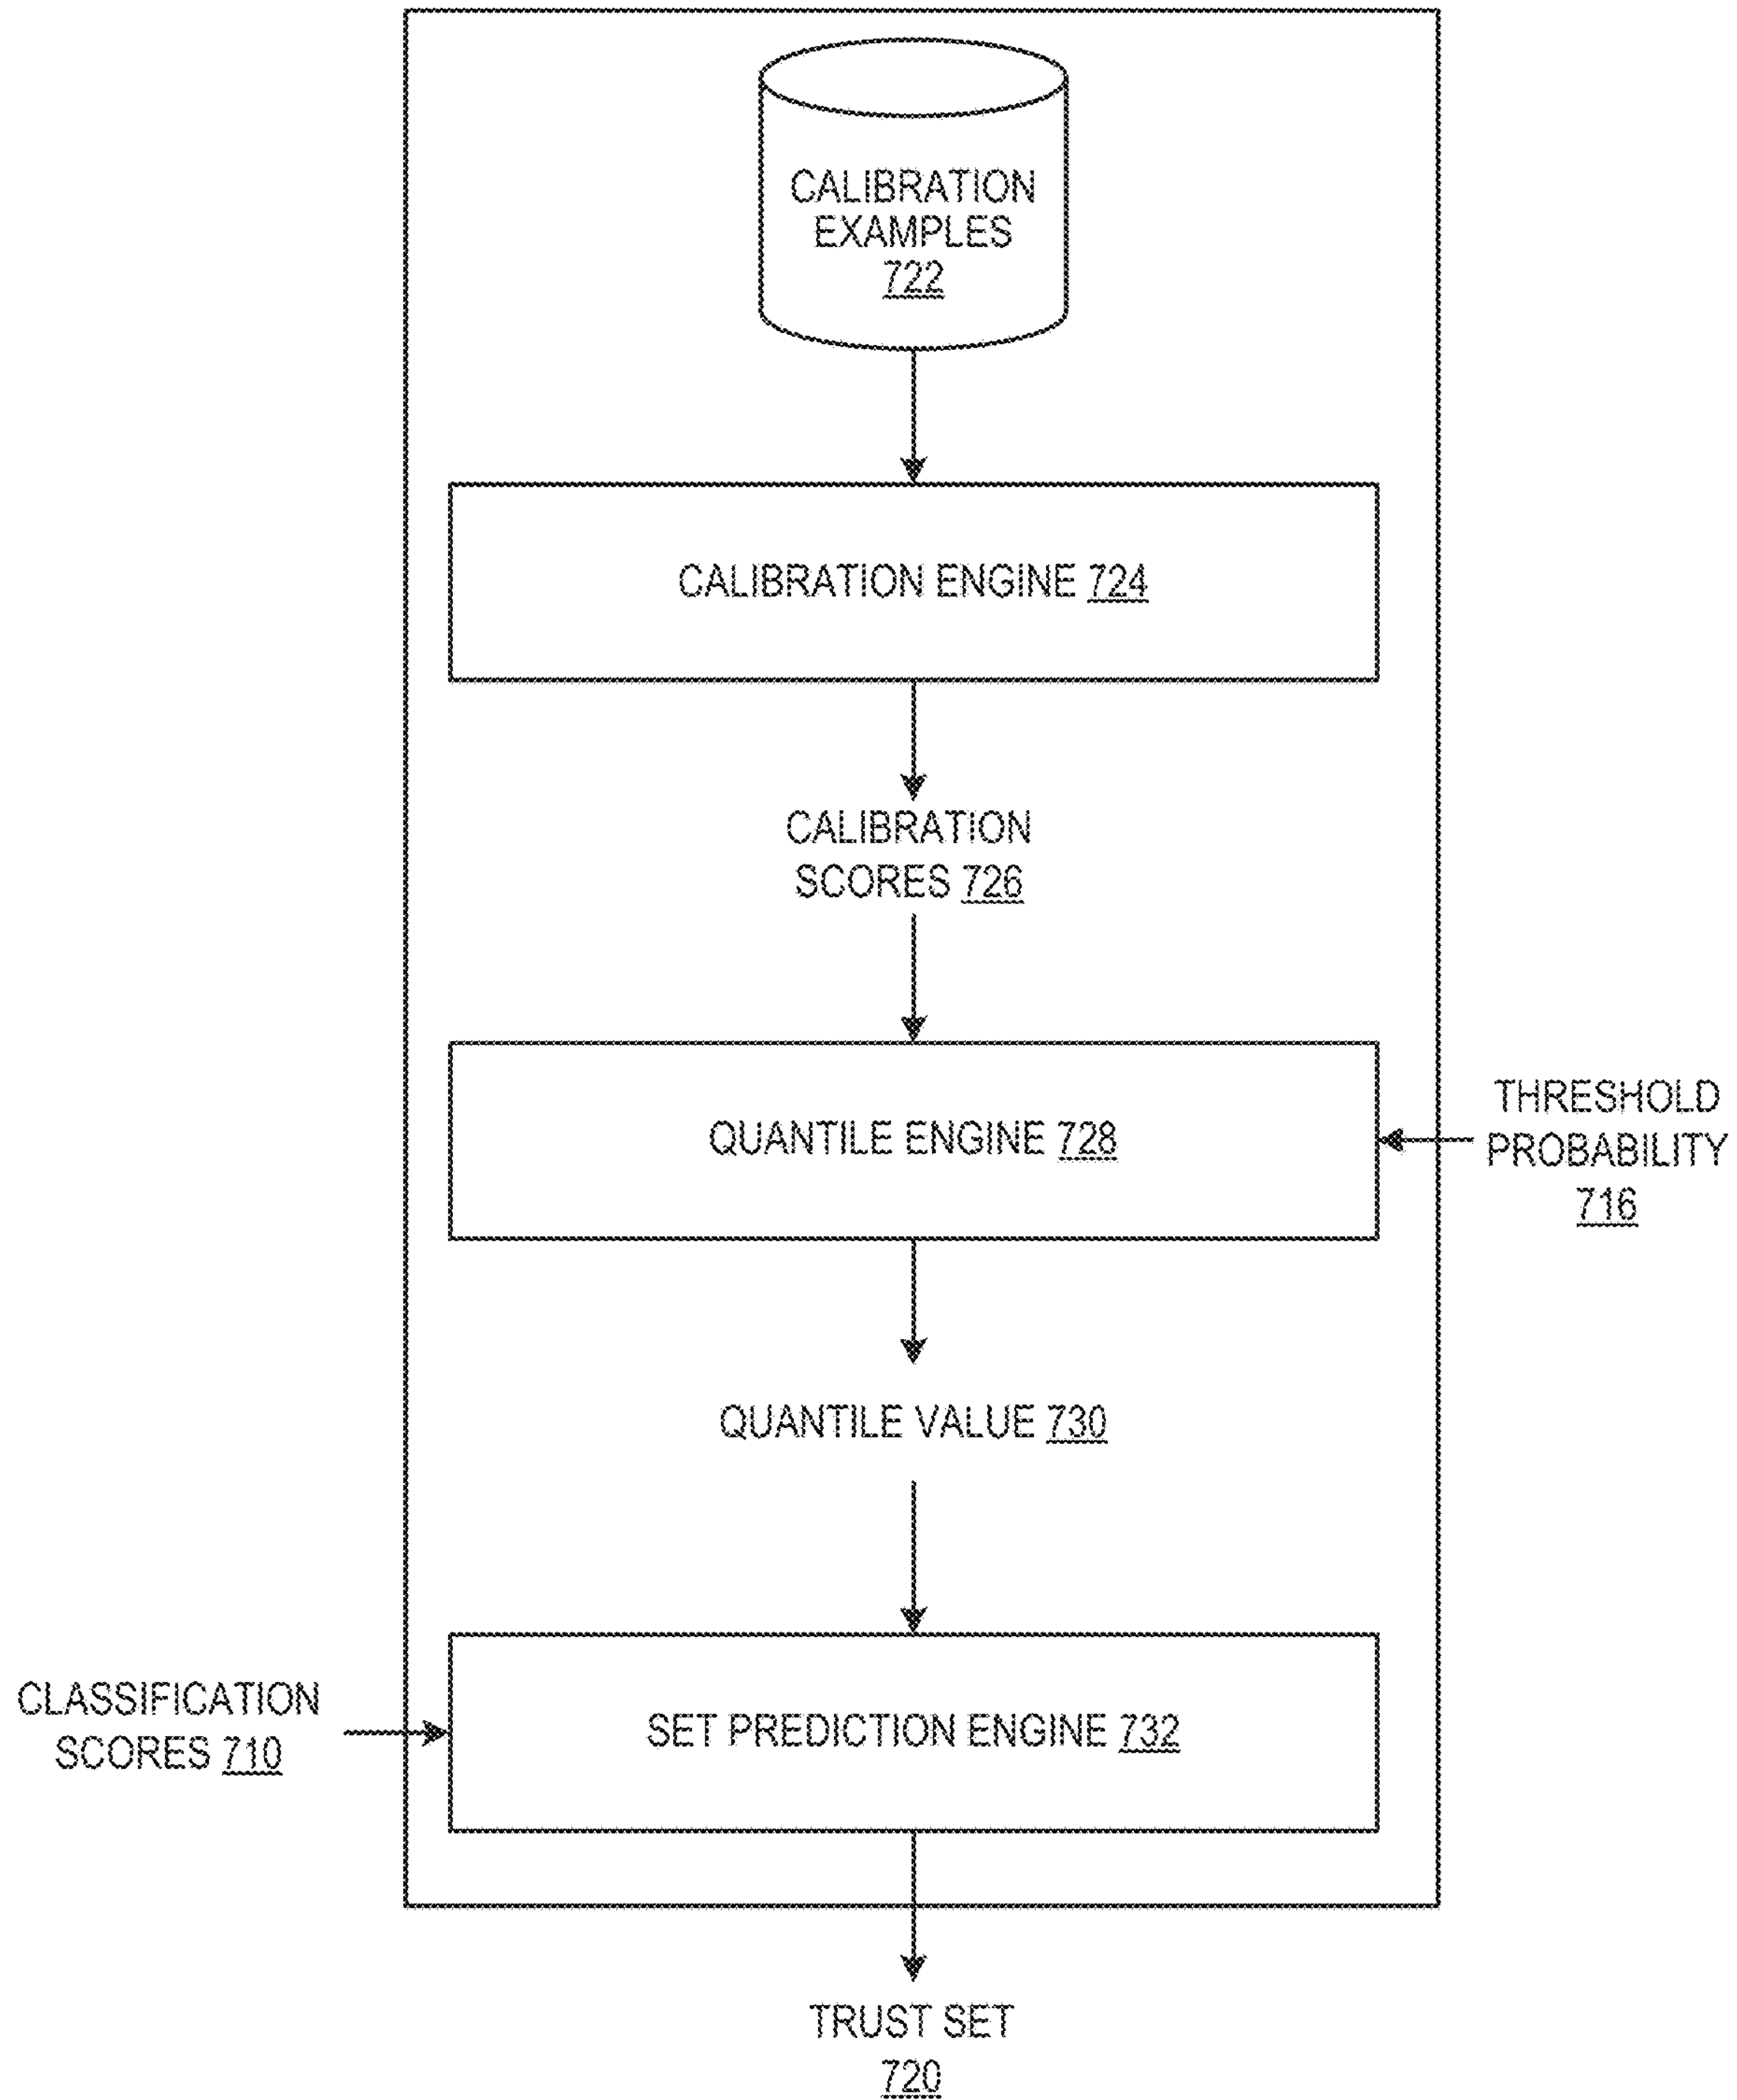 CALIBRATION
EXAMPLES
722
CALIBRATION ENGINE 724
CALIBRATION
SCORES 726
QUANTILE ENGINE 728
THRESHOLD
PROBABILITY
716
QUANTILE VALUE 730
CLASSIFICATION
SCORES 710
SET PREDICTION ENGINE 732
TRUST SET
720